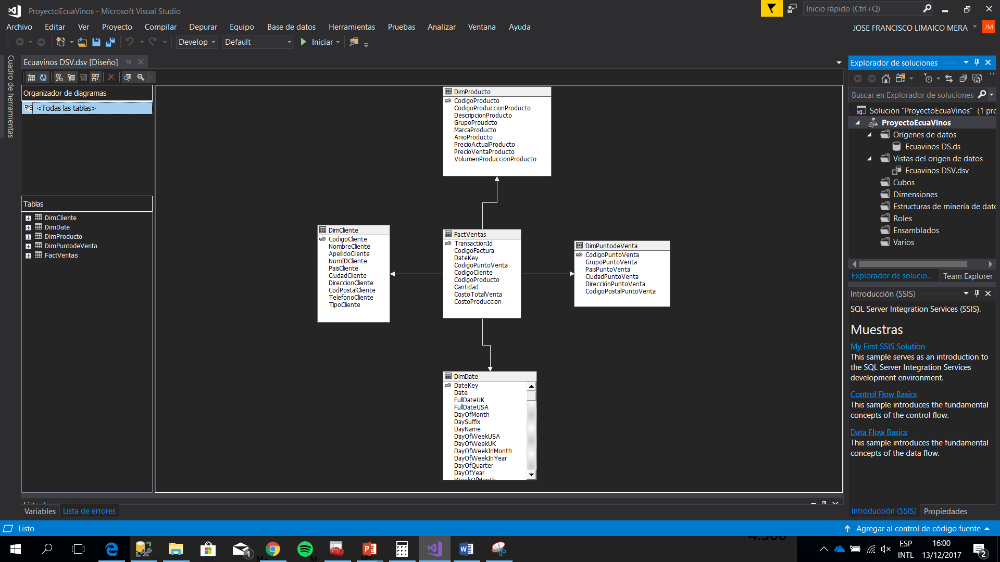 ProyectoEcuaVinos - Microsoft Visual Studio
Inicio rápido (Ctrl+Q)
Archivo Editar Ver Proyecto Compilar Depurar Equipo Base de datos Herramientas Pruebas Analizar Ventana Ayuda
JOSE FRANCISCO LIMAICO MERA JM
Develop Default Iniciar
Cuadro de herramientas
Ecuavinos DSV.dsv [Diseño]
Organizador de diagramas
<Todas las tablas>
Tablas
DimCliente
DimDate
DimProducto
DimPuntodeVenta
FactVentas
DimProducto
CodigoProducto
CodigoProduccionProducto
DescripcionProducto
GrupoProudcto
MarcaProducto
AnioProducto
PrecioActualProducto
PrecioVentaProducto
VolumenProduccionProducto
DimCliente
CodigoCliente
NombreCliente
ApellidoCliente
NumIDCliente
PaisCliente
CiudadCliente
DireccionCliente
CodPostalCliente
TelefonoCliente
TipoCliente
FactVentas
TransactionId
CodigoFactura
DateKey
CodigoPuntoVenta
CodigoCliente
CodigoProducto
Cantidad
CostoTotalVenta
CostoProduccion
DimPuntodeVenta
CodigoPuntoVenta
GrupoPuntoVenta
PaisPuntoVenta
CiudadPuntoVenta
DirecciónPuntoVenta
CodigoPostalPuntoVenta
DimDate
DateKey
Date
FullDateUK
FullDateUSA
DayOfMonth
DaySuffix
DayName
DayOfWeekUSA
DayOfWeekUK
DayOfWeekInMonth
DayOfWeekInYear
DayOfQuarter
DayOfYear
WeekOfMonth
Explorador de soluciones
Buscar en Explorador de soluciones
Solución "ProyectoEcuaVinos" (1 pro
ProyectoEcuaVinos
Orígenes de datos
Ecuavinos DS.ds
Vistas del origen de datos
Ecuavinos DSV.dsv
Cubos
Dimensiones
Estructuras de minería de dato
Roles
Ensamblados
Varios
Explorador de solucio... Team Explorer
Introducción (SSIS)
SQL Server Integration Services (SSIS).
Muestras
My First SSIS Solution
This sample serves as an introduction to
the SQL Server Integration Services
development environment.
Control Flow Basics
This sample introduces the fundamental
concepts of the control flow.
Data Flow Basics
This sample introduces the fundamental
concepts of the data flow.
Introducción (SSIS) Propiedades
Lista de errores
Variables Lista de errores
Listo
Agregar al control de código fuente
1
M+ M- MS
ESP
INTL
16:00
13/12/2017
2